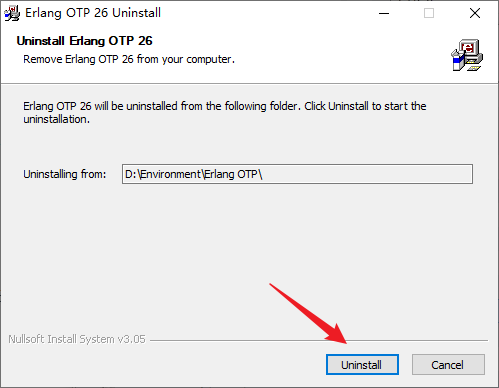 Erlang OTP 26 Uninstall
Uninstall Erlang OTP 26
Remove Erlang OTP 26 from your computer.
Erlang OTP 26 will be uninstalled from the following folder. Click Uninstall to start the
uninstallation.
Uninstalling from: D:\Environment\Erlang OTP\
Nullsoft Install System v3.05
Uninstall Cancel